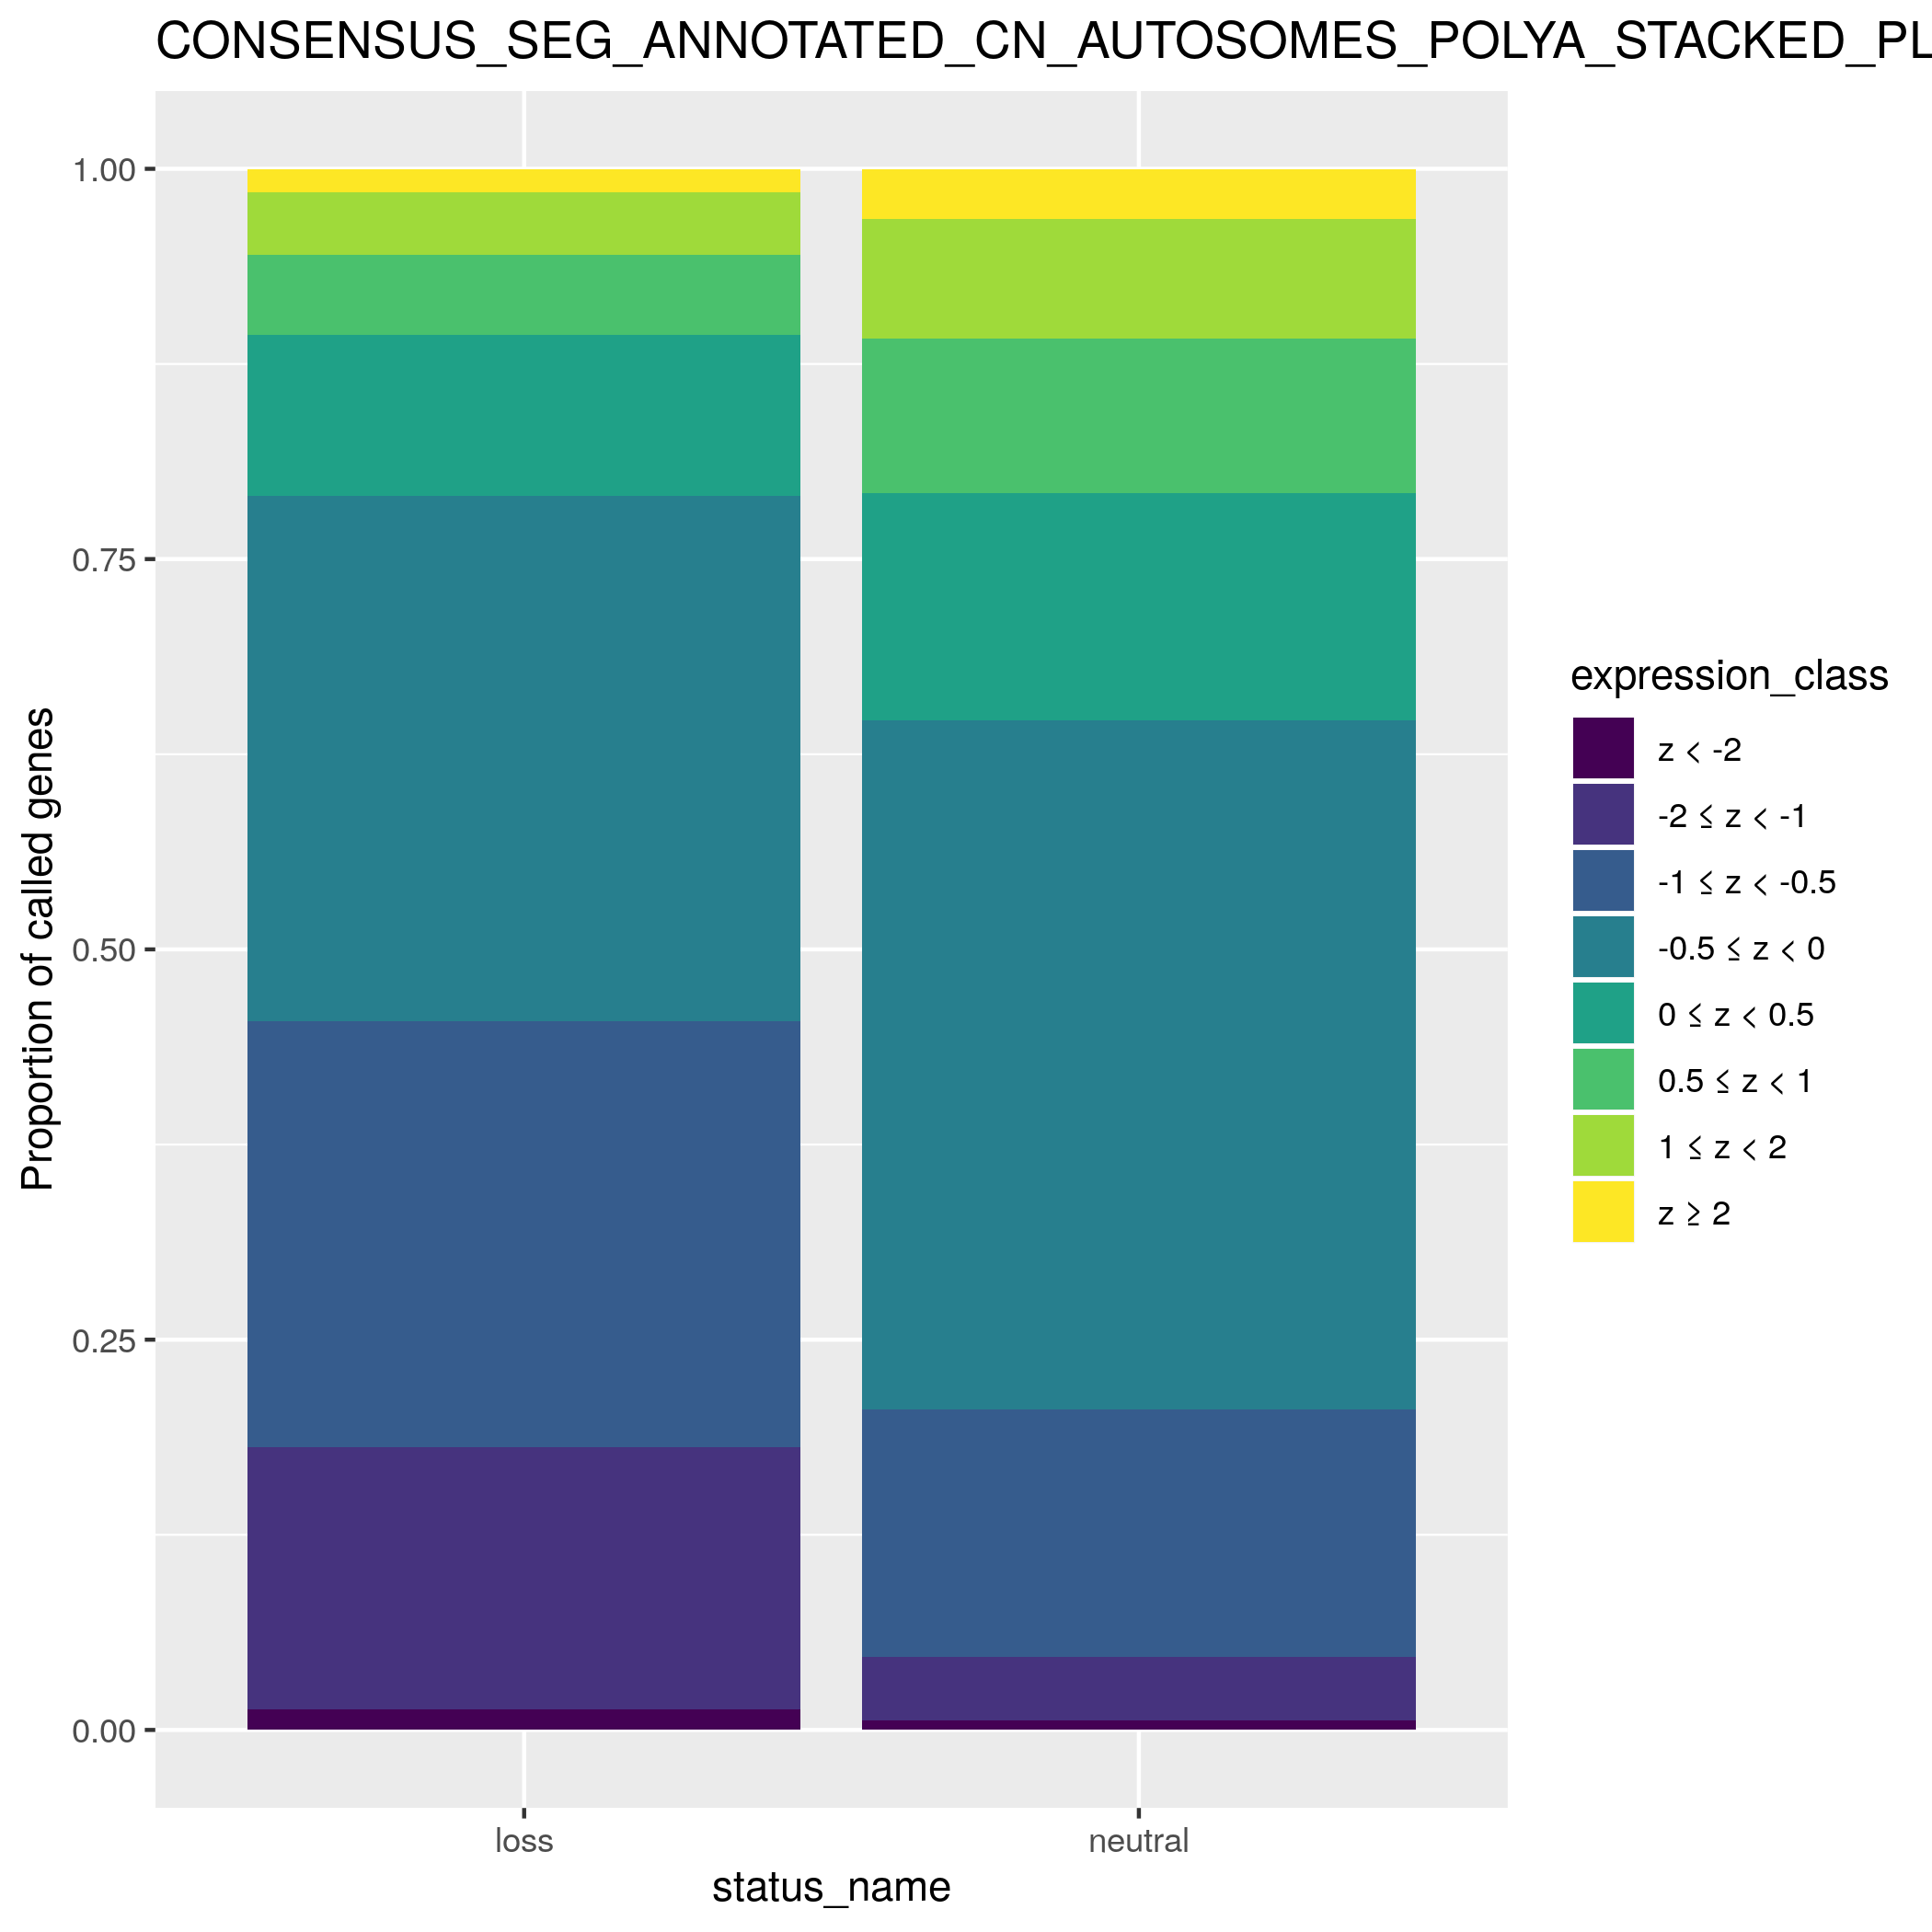 CONSENSUS_SEG_ANNOTATED_CN_AUTOSOMES_POLYA_STACKED_PL
1.00
0.75
0.50
0.25
0.00
Proportion of called genes
loss
neutral
status_name
expression_class
z < -2
-2 ≤ z < -1
-1 ≤ z < -0.5
-0.5 ≤ z < 0
0 ≤ z < 0.5
0.5 ≤ z < 1
1 ≤ z < 2
z ≥ 2